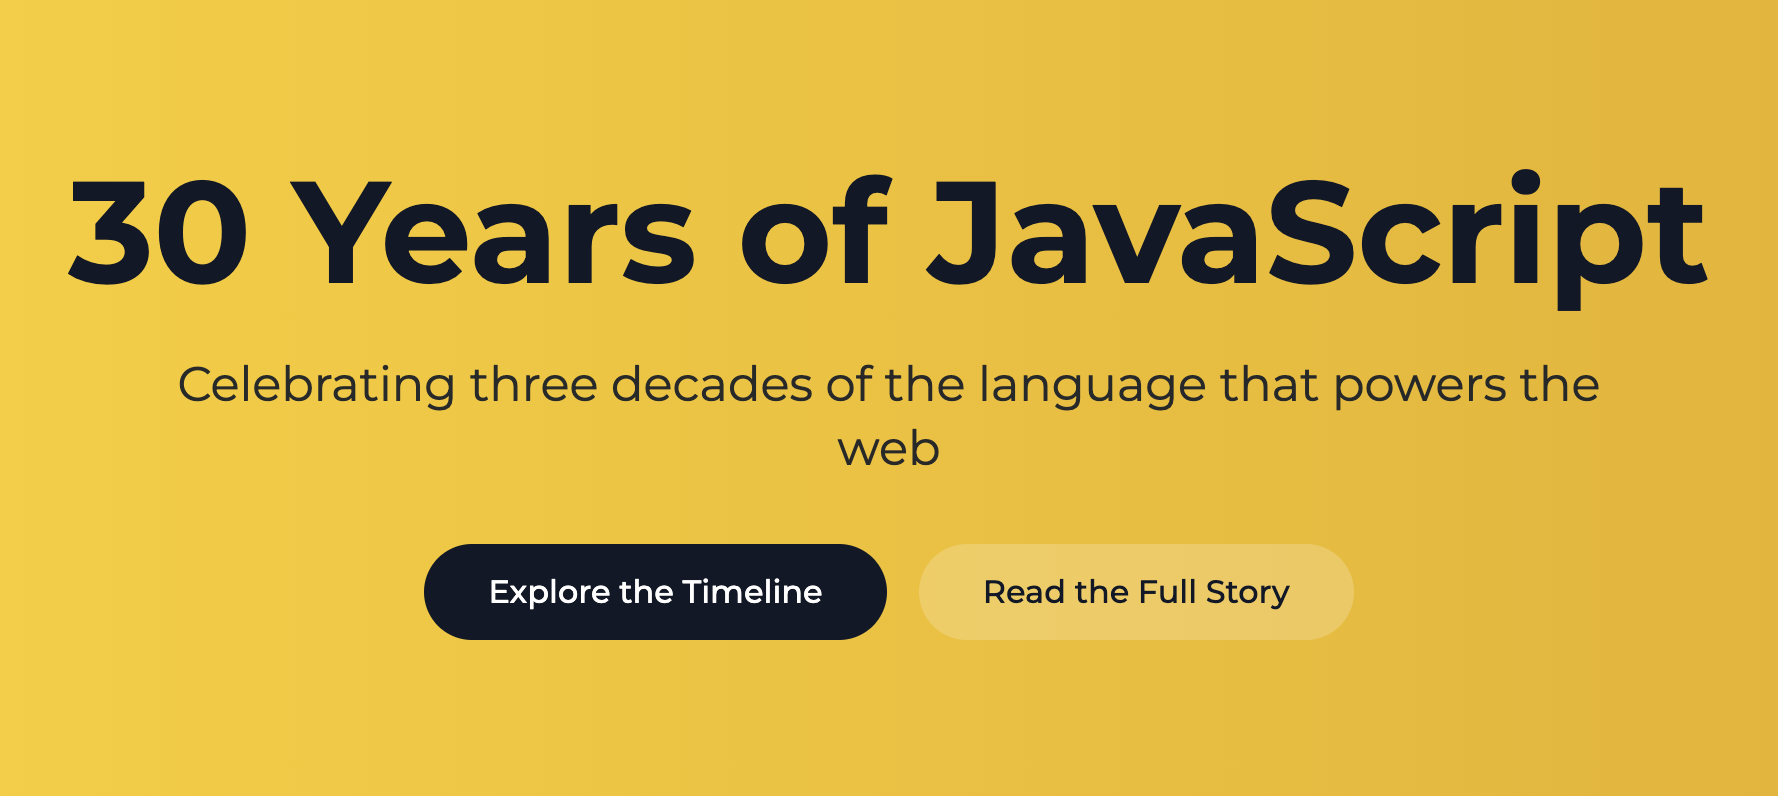 30 Years of JavaScript
Celebrating three decades of the language that powers the
web
Explore the Timeline
Read the Full Story